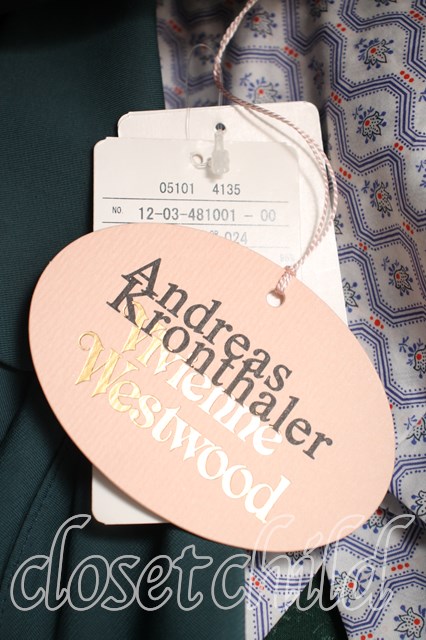 05101 4135
NO. 12-03-481001 - 00
024
Andreas
Kronthaler
Vivienne
Westwood
closetchild